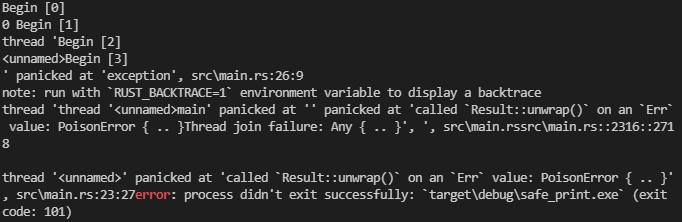 Begin [0]
0 Begin [1]
thread 'Begin [2]
<unnamed>Begin [3]
' panicked at 'exception', src\main.rs:26:9
note: run with `RUST_BACKTRACE=1` environment variable to display a backtrace
thread 'thread '<unnamed>main' panicked at '' panicked at 'called `Result::unwrap()` on an `Err`
 value: PoisonError { .. }Thread join failure: Any { .. }', ', src\main.rssrc\main.rs::2316::271
8

thread '<unnamed>' panicked at 'called `Result::unwrap()` on an `Err` value: PoisonError { .. }'
, src\main.rs:23:27error: process didn't exit successfully: `target\debug\safe_print.exe` (exit
code: 101)